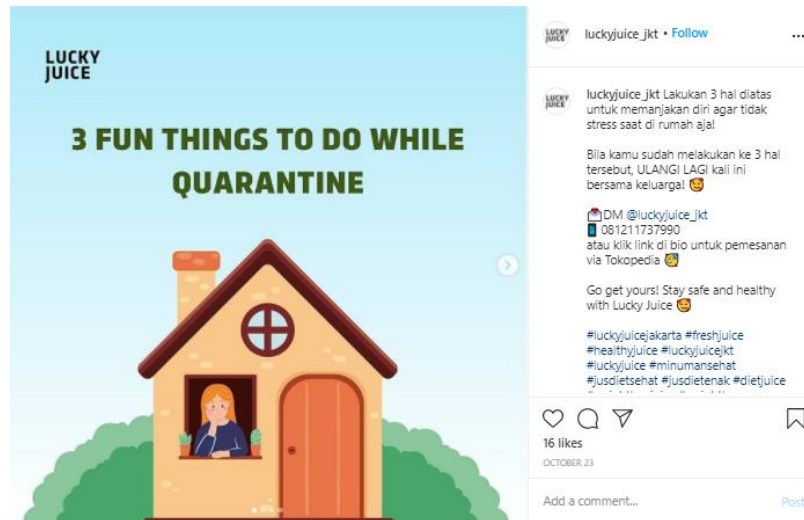 LUCKY
JUICE
3 FUN THINGS TO DO WHILE
QUARANTINE
LUCKY
JUICE
luckyjuice_jkt • Follow
LUCKY
JUICE
luckyjuice_jkt Lakukan 3 hal diatas
untuk memanjakan diri agar tidak
stress saat di rumah aja!
Bila kamu sudah melakukan ke 3 hal
tersebut, ULANGI LAGI kali ini
bersama keluarga! 🥰
📩DM @luckyjuice_jkt
📱 081211737990
atau klik link di bio untuk pemesanan
via Tokopedia 🥳
Go get yours! Stay safe and healthy
with Lucky Juice 🥰
#luckyjuicejakarta #freshjuice
#healthyjuice #luckyjuicejkt
#luckyjuice #minumansehat
#jusdietsehat #jusdietenak #dietjuice
16 likes
OCTOBER 23
Add a comment...
Post